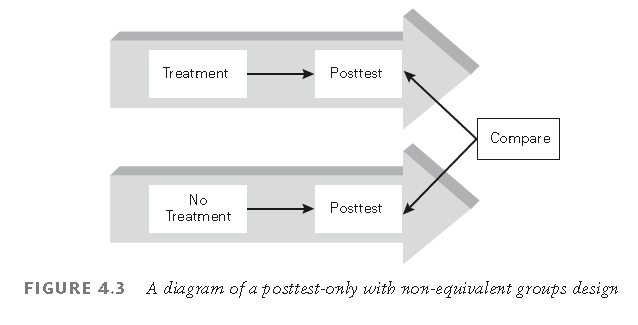 Treatment
Posttest
Compare
No
Treatment
Posttest
FIGURE 4.3 A diagram of a posttest-only with non-equivalent groups design